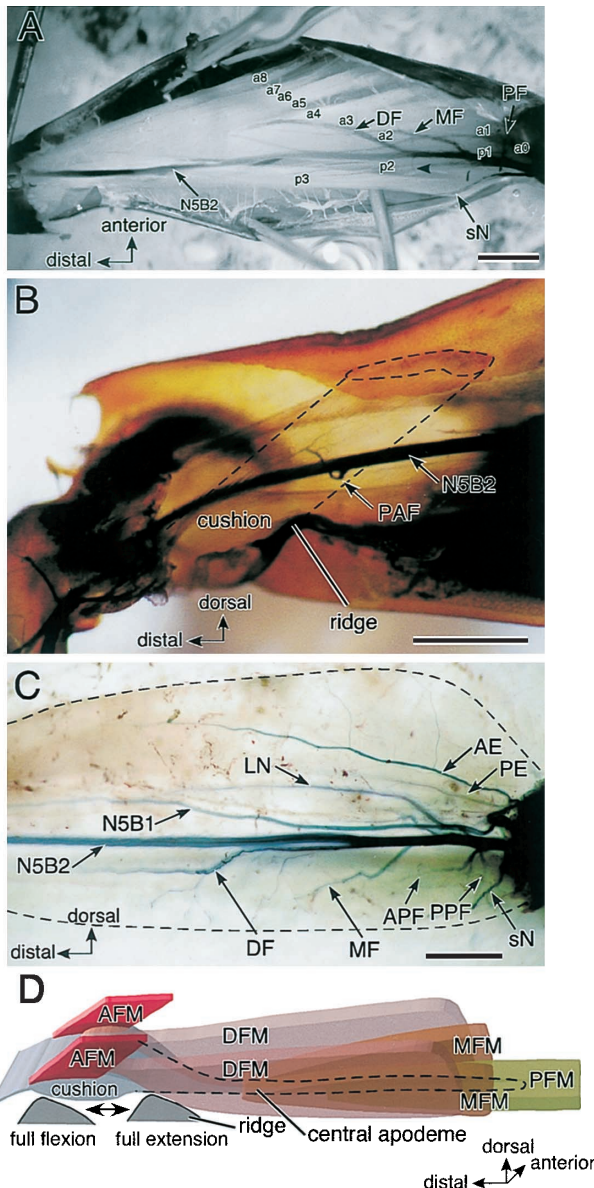 A
a8
a7
a6
a5
a4
a3
DF
a2
MF
PF
a1
a0
p1
p2
p3
N5B2
sN
anterior
distal
B
N5B2
PAF
cushion
dorsal
distal
ridge
C
AE
PE
LN
N5B1
N5B2
dorsal
distal
DF
MF
APF
PPF
sN
D
AFM
DFM
MFM
AFM
DFM
PFM
cushion
MFM
full flexion
full extension
ridge
central apodeme
dorsal
anterior
distal